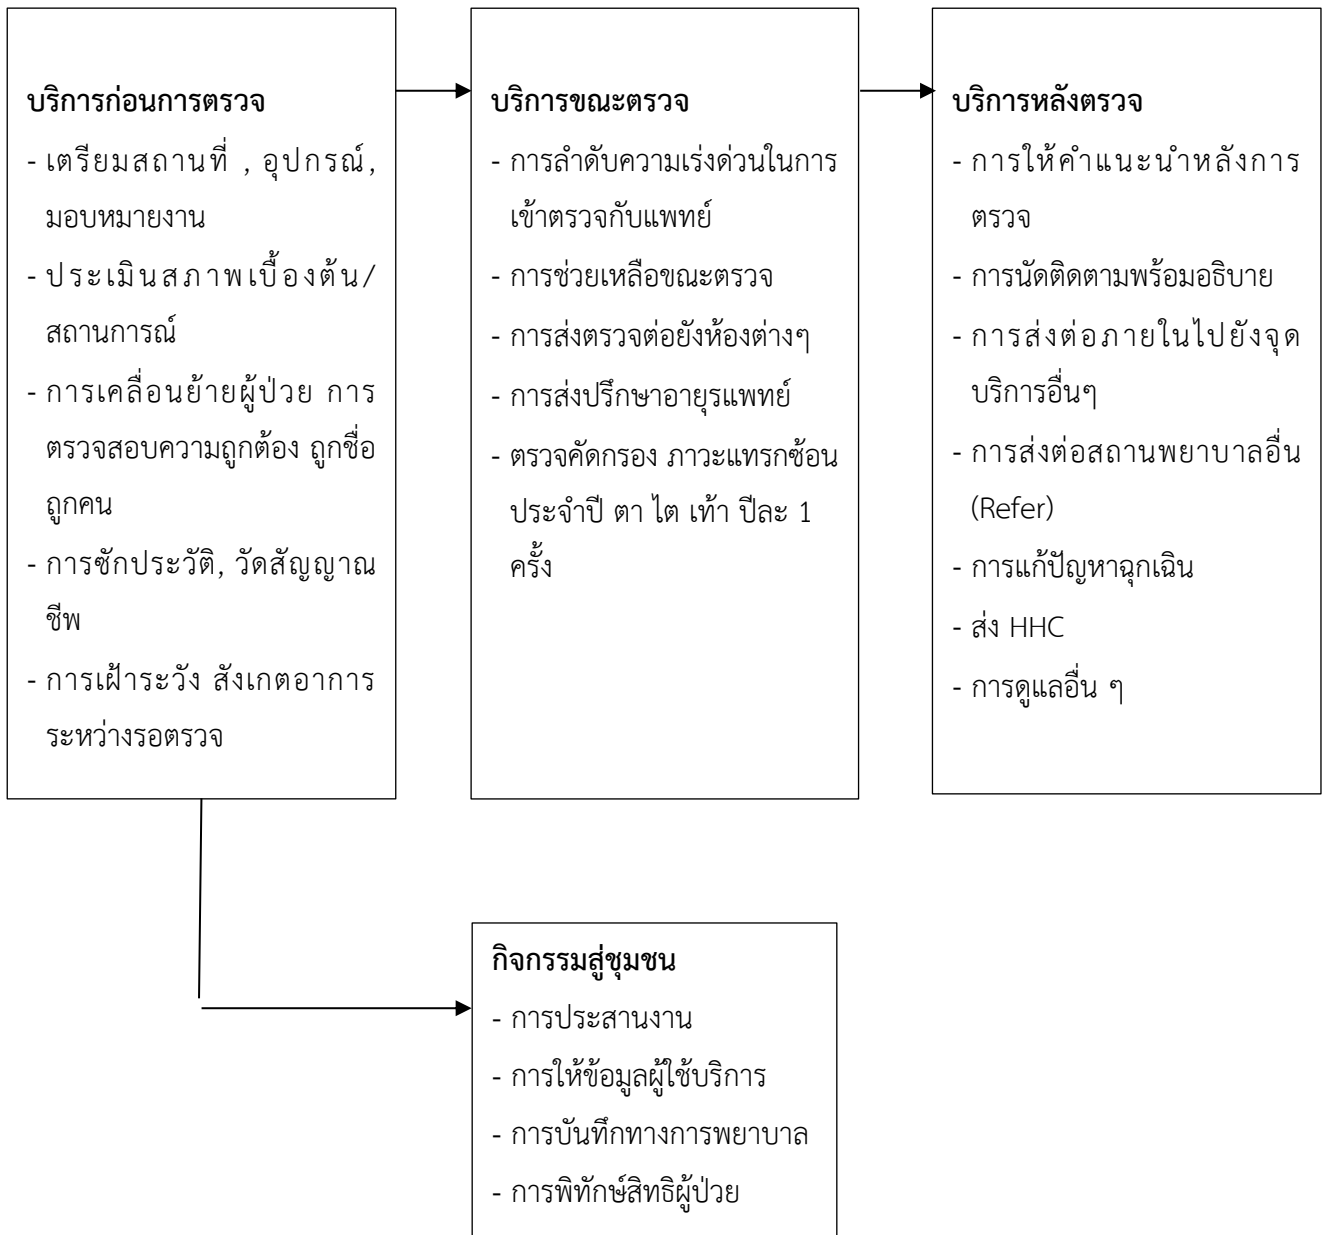 บริการก่อนการตรวจ
- เตรียมสถานที่ , อุปกรณ์,
มอบหมายงาน
- ประเมินสภาพเบื้องต้น/
สถานการณ์
- การเคลื่อนย้ายผู้ป่วย การ
ตรวจสอบความถูกต้อง ถูกชื่อ
ถูกคน
- การซักประวัติ, วัดสัญญาณ
ชีพ
- การเฝ้าระวัง สังเกตอาการ
ระหว่างรอตรวจ
บริการขณะตรวจ
- การลำดับความเร่งด่วนในการ
เข้าตรวจกับแพทย์
- การช่วยเหลือขณะตรวจ
- การส่งตรวจต่อยังห้องต่างๆ
- การส่งปรึกษาอายุรแพทย์
- ตรวจคัดกรอง ภาวะแทรกซ้อน
ประจำปี ตา ไต เท้า ปีละ 1
ครั้ง
บริการหลังตรวจ
- การให้คำแนะนำหลังการ
ตรวจ
- การนัดติดตามพร้อมอธิบาย
- การส่งต่อภายในไปยังจุด
บริการอื่นๆ
- การส่งต่อสถานพยาบาลอื่น
(Refer)
- การแก้ปัญหาฉุกเฉิน
- ส่ง HHC
- การดูแลอื่น ๆ
กิจกรรมสู่ชุมชน
- การประสานงาน
- การให้ข้อมูลผู้ใช้บริการ
- การบันทึกทางการพยาบาล
- การพิทักษ์สิทธิผู้ป่วย